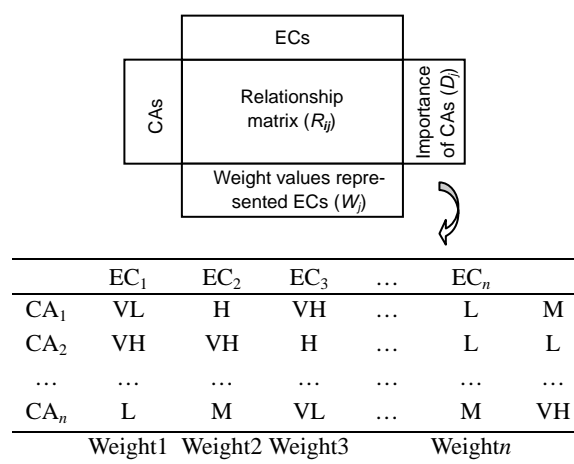 ECs
CAs
Relationship
matrix (Rij)
Importance
of CAs (Dj)
Weight values repre-
sented ECs (Wj)
EC1 EC2 EC3 … ECn
CA1 VL H VH … L M
CA2 VH VH H … L L
… … … … … … …
CAn L M VL … M VH
Weight1 Weight2 Weight3 Weightn